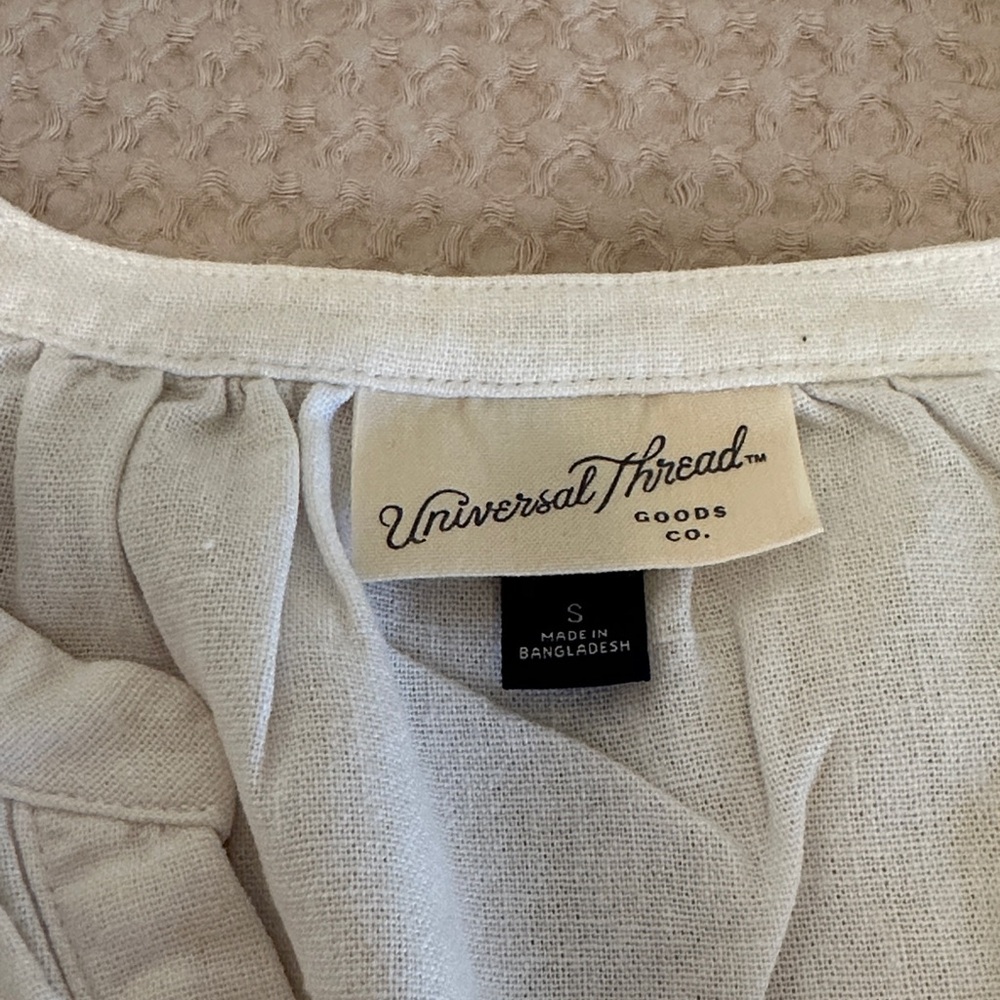 Universal Thread™
GOODS
CO.
S
MADE IN
BANGLADESH